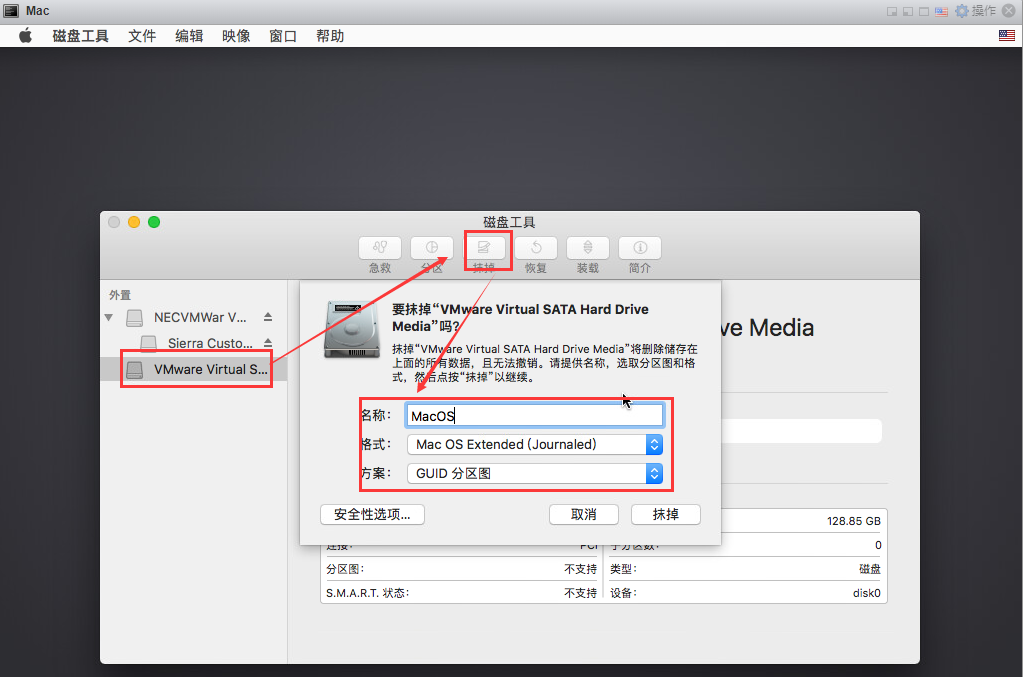 Mac
操作
磁盘工具 文件 编辑 映像 窗口 帮助
磁盘工具
急救 分区 抹掉 恢复 装载 简介
外置
NECVMWar V...
Sierra Custo...
VMware Virtual S...
要抹掉“VMware Virtual SATA Hard Drive
Media”吗?
抹掉“VMware Virtual SATA Hard Drive Media”将删除储存在
上面的所有数据，且无法撤销。请提供名称，选取分区图和格
式，然后点按“抹掉”以继续。
ve Media
名称： MacOS
格式： Mac OS Extended (Journaled)
方案： GUID 分区图
安全性选项... 取消 抹掉
128.85 GB
连接： PCI 子分区数： 0
分区图： 不支持 类型： 磁盘
S.M.A.R.T. 状态： 不支持 设备： disk0